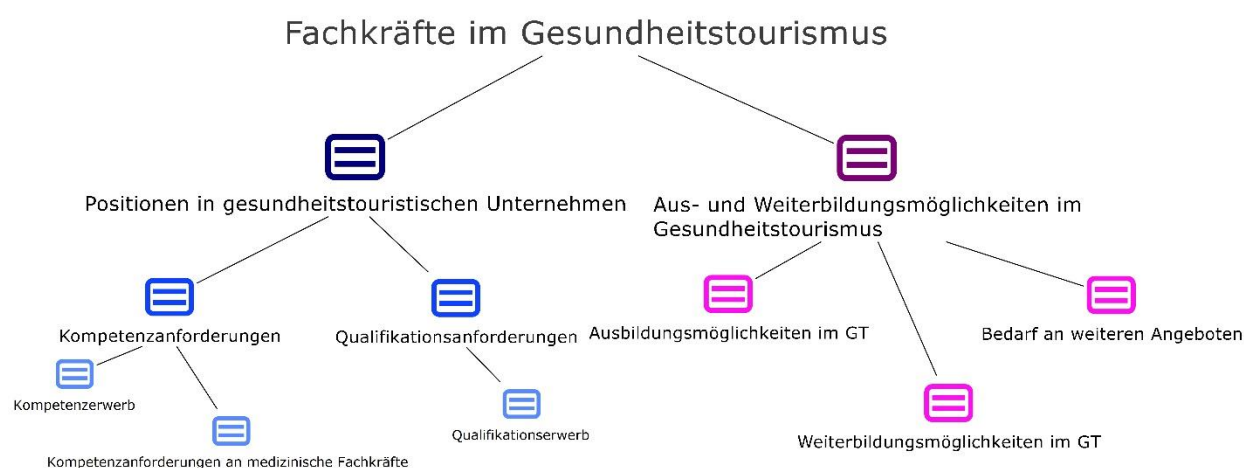 Fachkräfte im Gesundheitstourismus
Positionen in gesundheitstouristischen Unternehmen
Aus- und Weiterbildungsmöglichkeiten im
Gesundheitstourismus
Kompetenzanforderungen
Qualifikationsanforderungen
Ausbildungsmöglichkeiten im GT
Bedarf an weiteren Angeboten
Kompetenzerwerb
Kompetenzanforderungen an medizinische Fachkräfte
Qualifikationserwerb
Weiterbildungsmöglichkeiten im GT